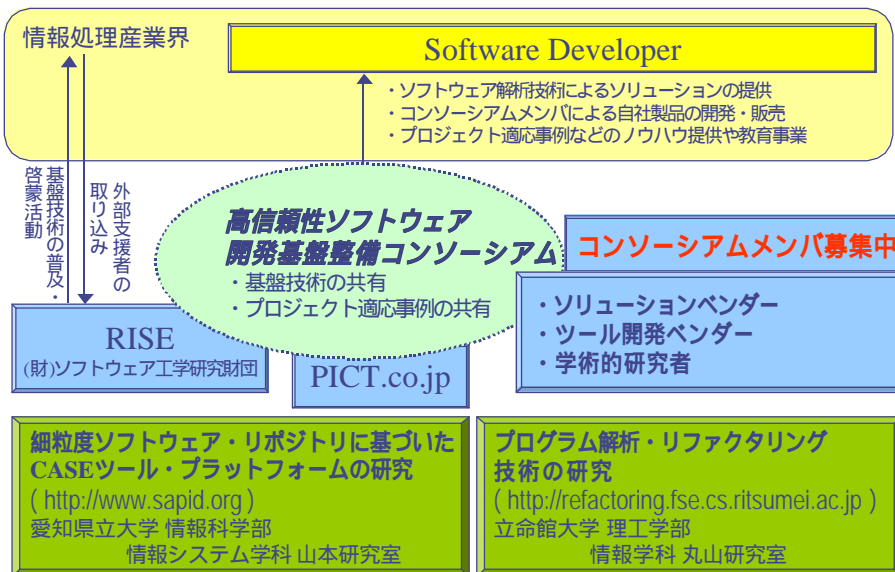 情報処理産業界
Software Developer
・ソフトウェア解析技術によるソリューションの提供
・コンソーシアムメンバによる自社製品の開発・販売
・プロジェクト適応事例などのノウハウ提供や教育事業
基盤技術の普及・
啓蒙活動
外部支援者の
取り込み
高信頼性ソフトウェア
開発基盤整備コンソーシアム
・基盤技術の共有
・プロジェクト適応事例の共有
コンソーシアムメンバ募集中
・ソリューションベンダー
・ツール開発ベンダー
・学術的研究者
RISE
(財)ソフトウェア工学研究財団
PICT.co.jp
細粒度ソフトウェア・リポジトリに基づいた
CASEツール・プラットフォームの研究
( http://www.sapid.org )
愛知県立大学 情報科学部
情報システム学科 山本研究室
プログラム解析・リファクタリング
技術の研究
( http://refactoring.fse.cs.ritsumei.ac.jp )
立命館大学 理工学部
情報学科 丸山研究室